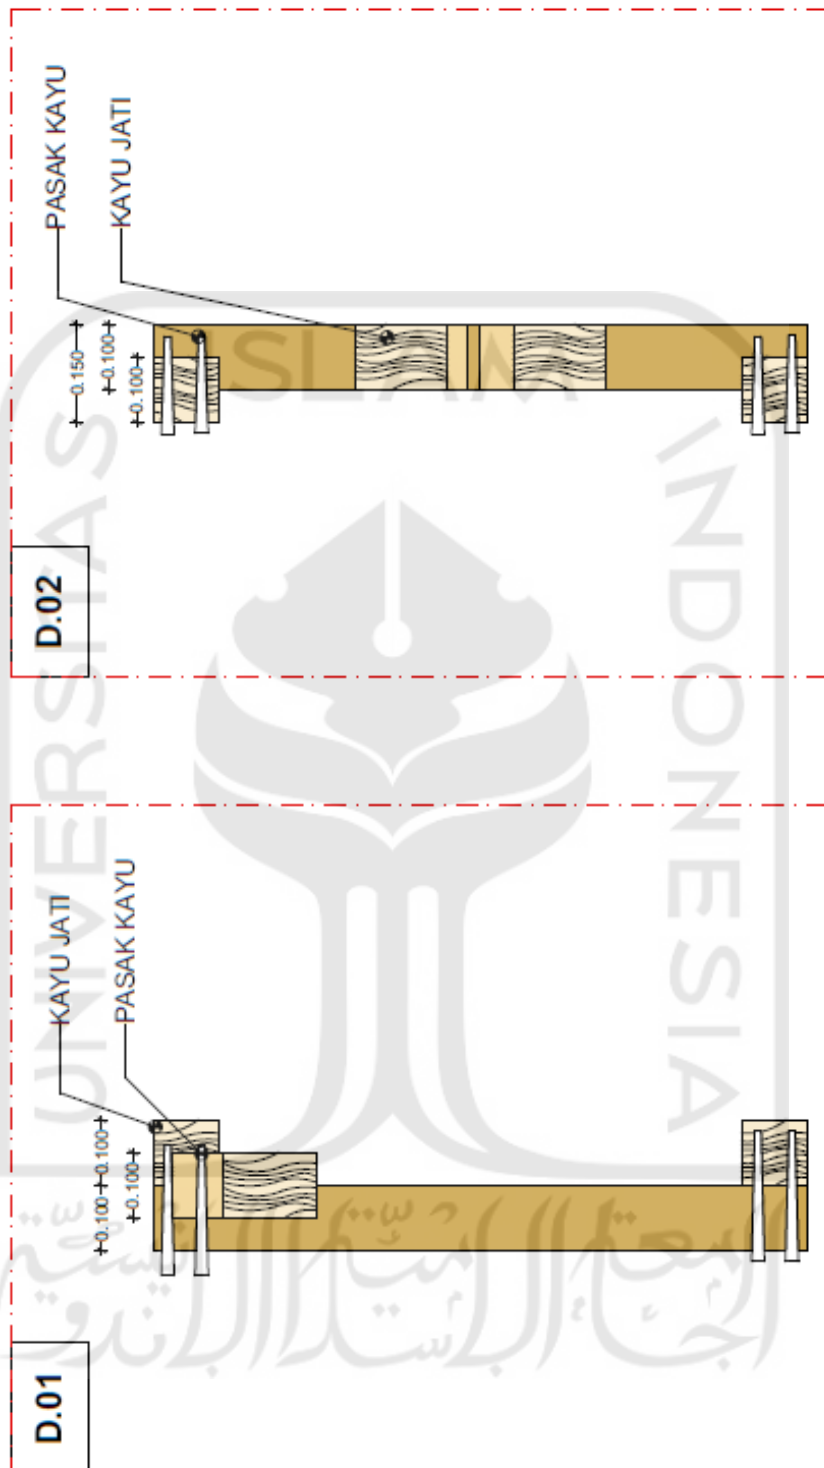 D.01
KAYU JATI
PASAK KAYU
0.100 0.100
0.100
D.02
PASAK KAYU
KAYU JATI
0.150
0.100
0.100
UNIVERSITAS
ISLAM
INDONESIA